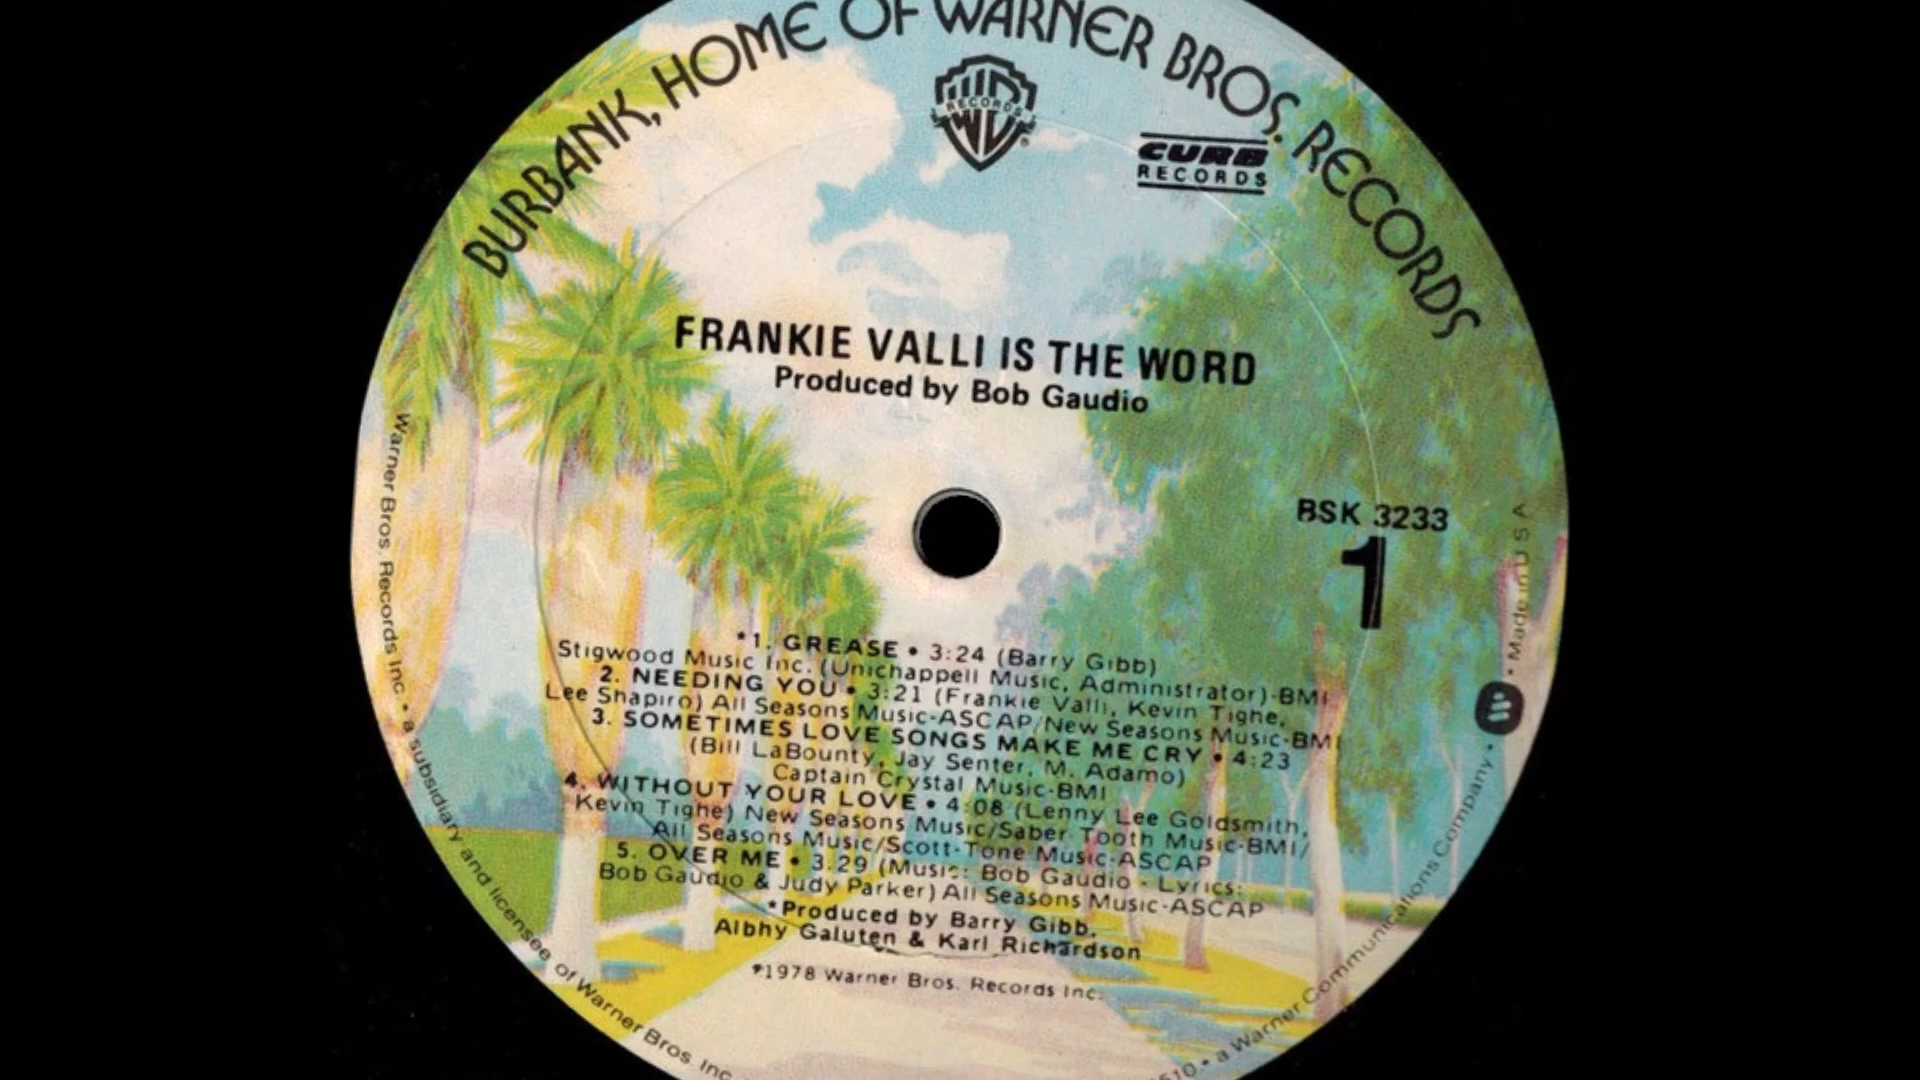 BURBANK, HOME OF WARNER BROS. RECORDS
WB
RECORDS
®
CURB
RECORDS
FRANKIE VALLI IS THE WORD
Produced by Bob Gaudio
BSK 3233
1
*1. GREASE • 3:24 (Barry Gibb)
Stigwood Music Inc. (Unichappell Music, Administrator)-BMI
2. NEEDING YOU • 3:21 (Frankie Valli, Kevin Tighe,
Lee Shapiro) All Seasons Music-ASCAP/New Seasons Music-BMI
3. SOMETIMES LOVE SONGS MAKE ME CRY • 4:23
(Bill LaBounty, Jay Senter, M. Adamo)
Captain Crystal Music-BMI
4. WITHOUT YOUR LOVE • 4:08 (Lenny Lee Goldsmith,
Kevin Tighe) New Seasons Music/Saber Tooth Music-BMI/
All Seasons Music/Scott-Tone Music-ASCAP
5. OVER ME • 3:29 (Music: Bob Gaudio - Lyrics:
Bob Gaudio & Judy Parker) All Seasons Music-ASCAP
*Produced by Barry Gibb,
Albhy Galuten & Karl Richardson
℗1978 Warner Bros. Records Inc.
Warner Bros. Records Inc. • a subsidiary and licensee of Warner Bros. Inc.
510 • a Warner Communications Company • • Made in U S A